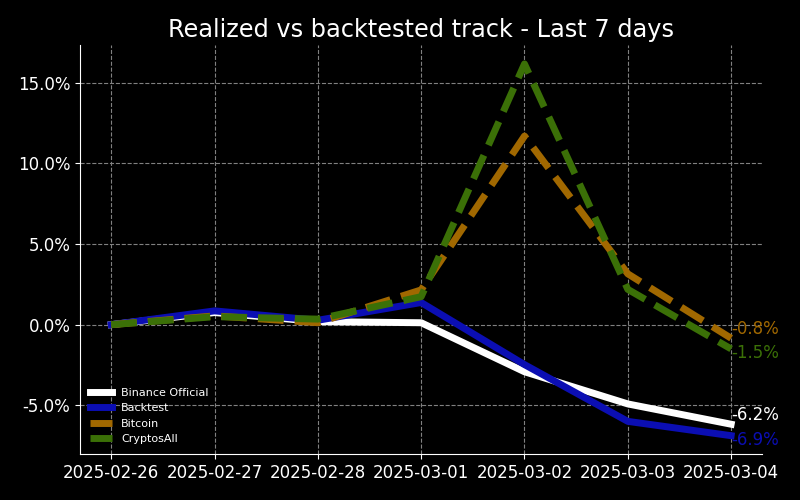 Realized vs backtested track - Last 7 days
15.0%
10.0%
5.0%
0.0%
-5.0%
-0.8%
-1.5%
-6.2%
-6.9%
Binance Official
Backtest
Bitcoin
CryptosAll
2025-02-26 2025-02-27 2025-02-28 2025-03-01 2025-03-02 2025-03-03 2025-03-04